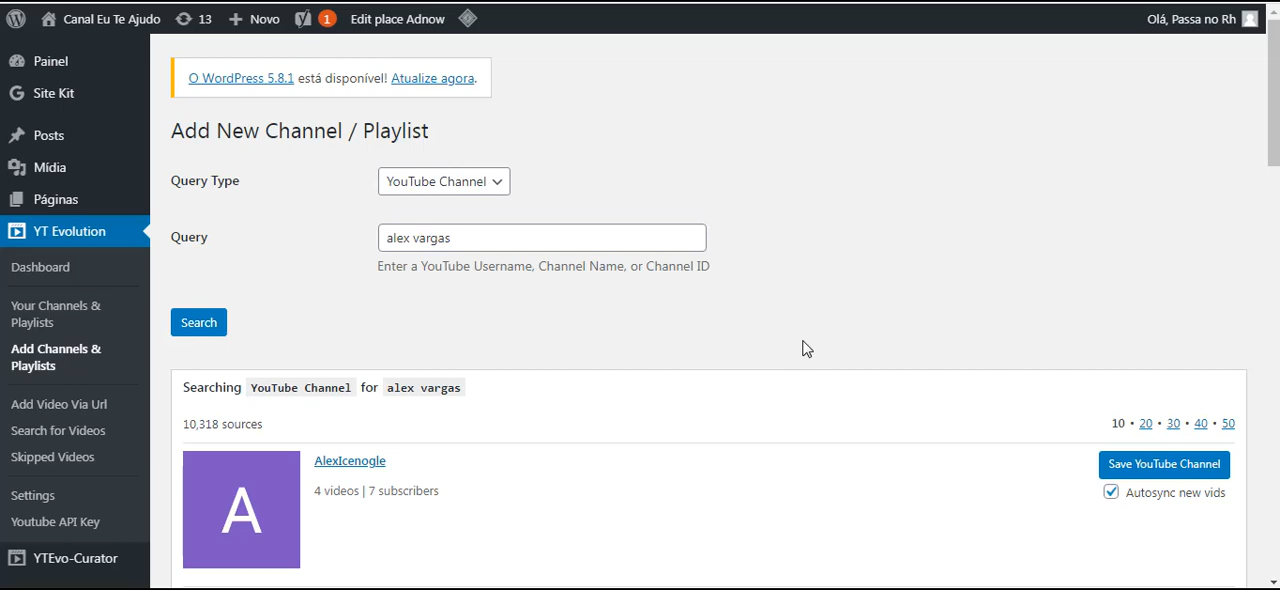 Canal Eu Te Ajudo 13 Novo 1 Edit place Adnow Olá, Passa no Rh
Painel
Site Kit
Posts
Mídia
Páginas
YT Evolution
Dashboard
Your Channels &
Playlists
Add Channels &
Playlists
Add Video Via Url
Search for Videos
Skipped Videos
Settings
Youtube API Key
YTEvo-Curator
O WordPress 5.8.1 está disponível! Atualize agora.
Add New Channel / Playlist
Query Type YouTube Channel
Query alex vargas
Enter a YouTube Username, Channel Name, or Channel ID
Search
Searching YouTube Channel for alex vargas
10,318 sources 10 • 20 • 30 • 40 • 50
A
AlexIcenogle
4 videos | 7 subscribers
Save YouTube Channel
Autosync new vids